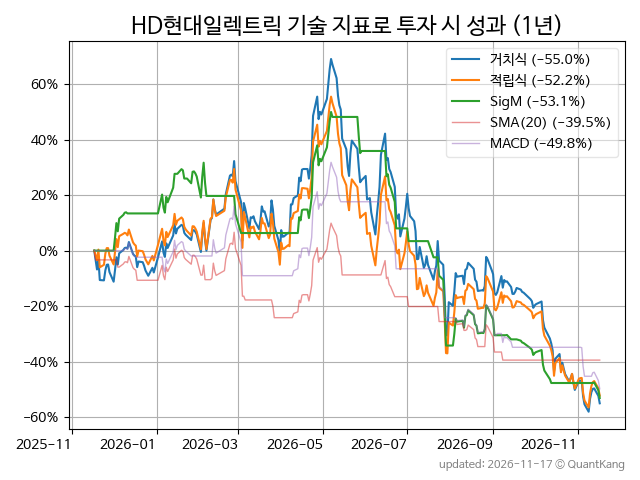 HD현대일렉트릭 기술 지표로 투자 시 성과 (1년)
거치식 (−55.0%)
적립식 (−52.2%)
SigM (−53.1%)
SMA(20) (−39.5%)
MACD (−49.8%)
60%
40%
20%
0%
−20%
−40%
−60%
2025-11 2026-01 2026-03 2026-05 2026-07 2026-09 2026-11
updated: 2026-11-17 © QuantKang